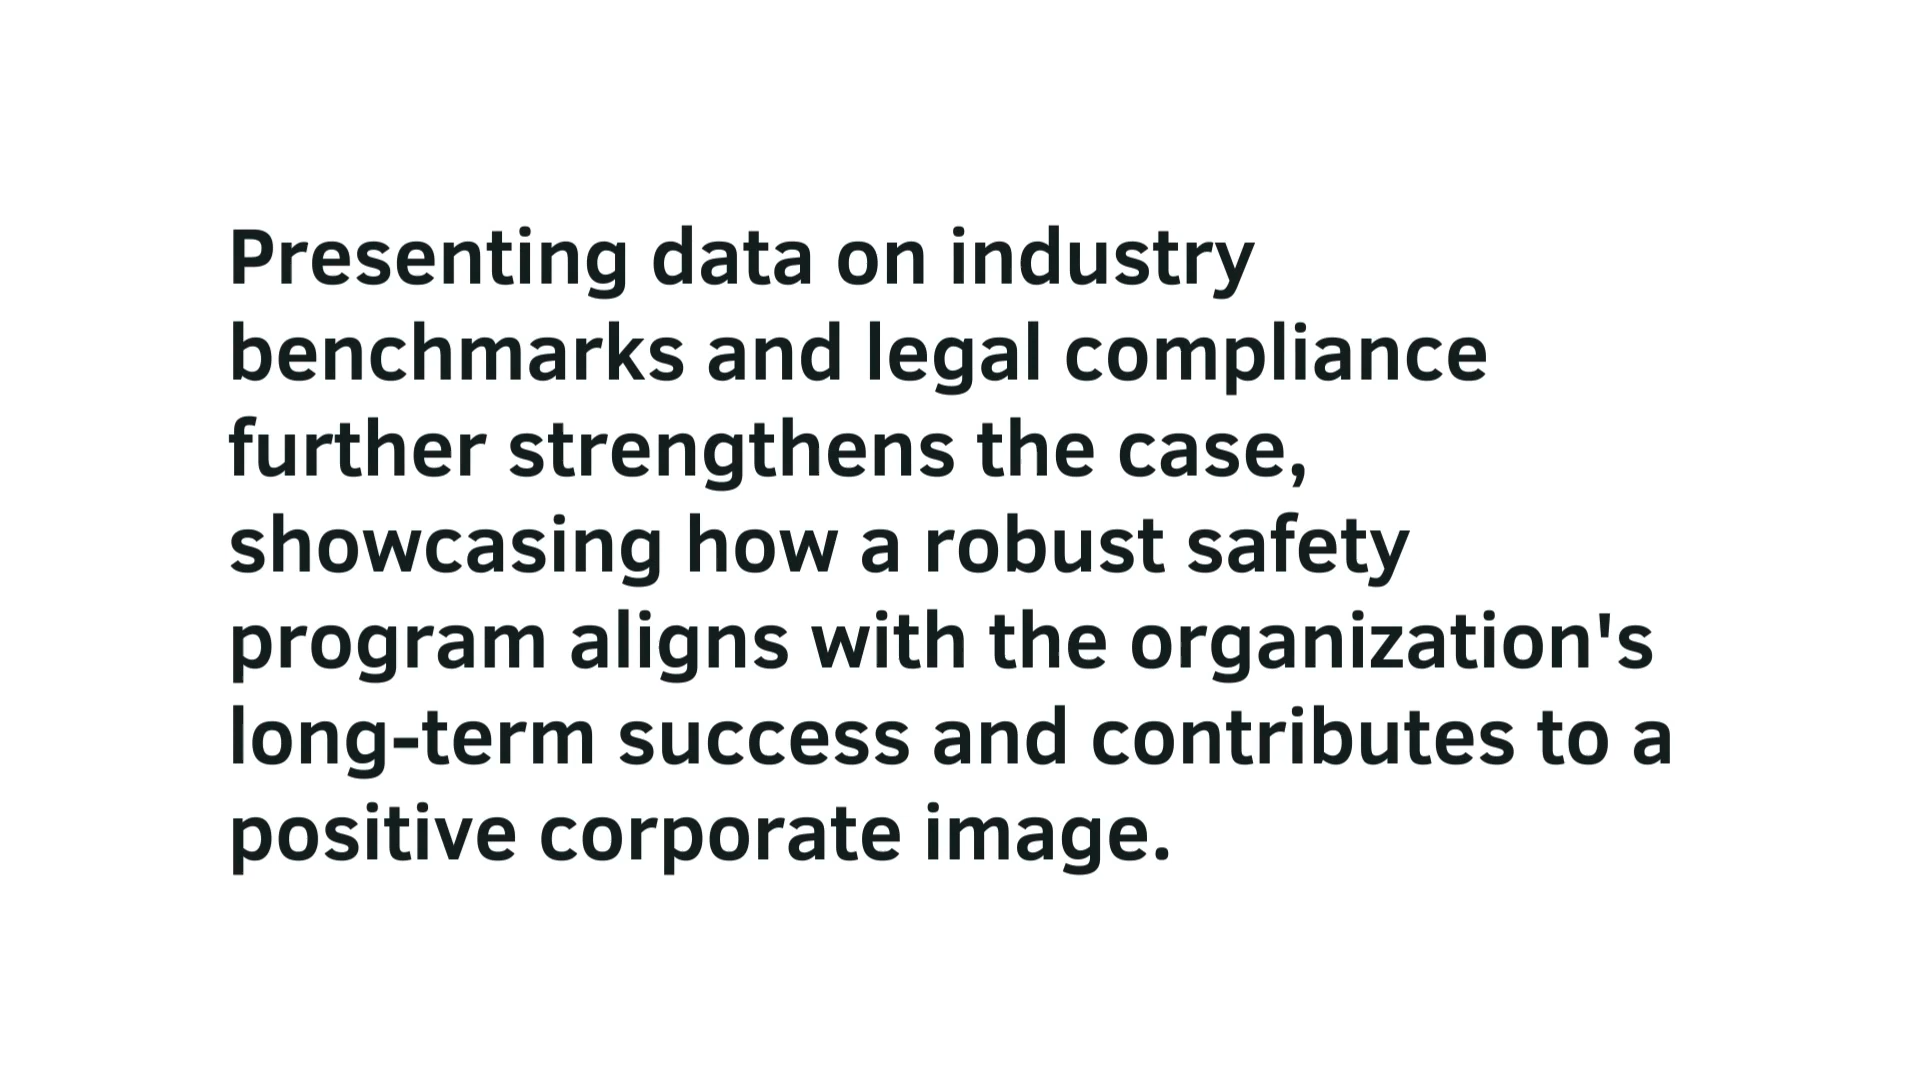 Presenting data on industry
benchmarks and legal compliance
further strengthens the case,
showcasing how a robust safety
program aligns with the organization's
long-term success and contributes to a
positive corporate image.